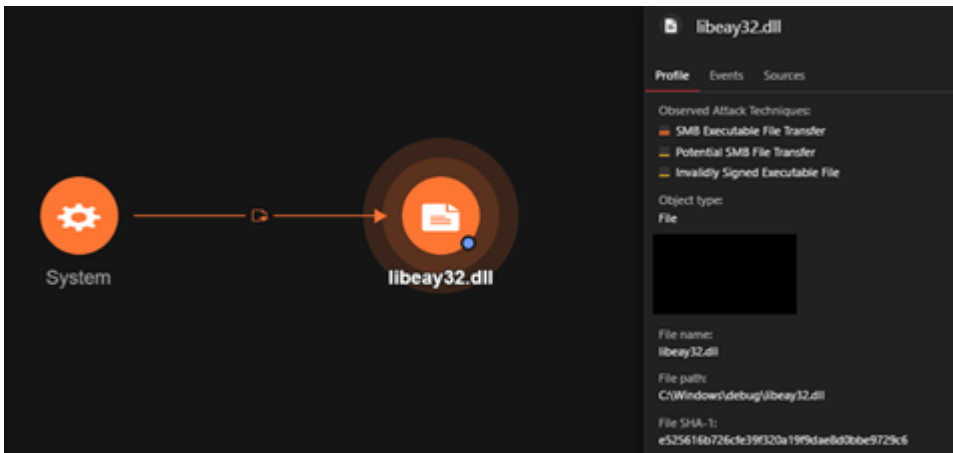 System
libeay32.dll
libeay32.dll
Profile Events Sources
Observed Attack Techniques:
SMB Executable File Transfer
Potential SMB File Transfer
Invalidly Signed Executable File
Object type:
File
File name:
libeay32.dll
File path:
C:\Windows\debug\libeay32.dll
File SHA-1:
e525616b726cfe39f320a19f9dae8d0bbe9729c6